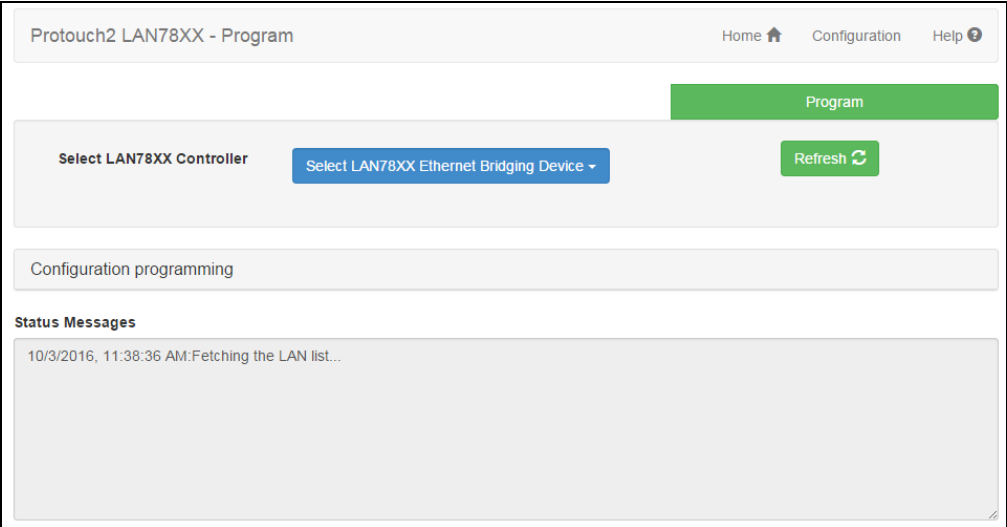 Protouch2 LAN78XX - Program
Home
Configuration
Help
Program
Select LAN78XX Controller
Select LAN78XX Ethernet Bridging Device
Refresh
Configuration programming
Status Messages
10/3/2016, 11:38:36 AM:Fetching the LAN list...